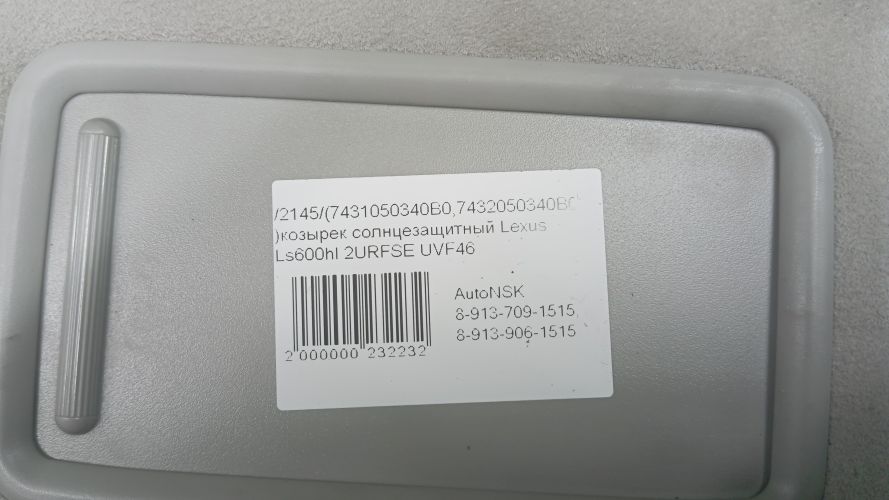 /2145/(7431050340B0,7432050340B0
)козырек солнцезащитный Lexus
Ls600hl 2URFSE UVF46
AutoNSK
8-913-709-1515,
8-913-906-1515
2 000000 232232